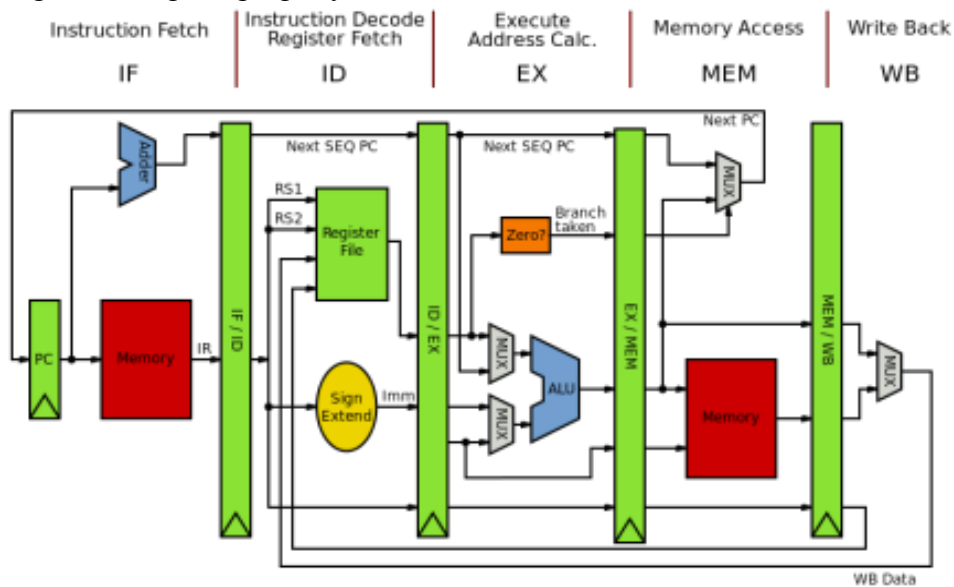 Instruction Fetch
IF
Instruction Decode
Register Fetch
ID
Execute
Address Calc.
EX
Memory Access
MEM
Write Back
WB
Next PC
Adder
Next SEQ PC
Next SEQ PC
MUX
RS1
RS2
Register
File
Branch
taken
Zero?
IF / ID
ID / EX
EX / MEM
MEM / WB
PC
Memory
IR
MUX
ALU
MUX
Sign
Extend
Imm
MUX
Memory
WB Data